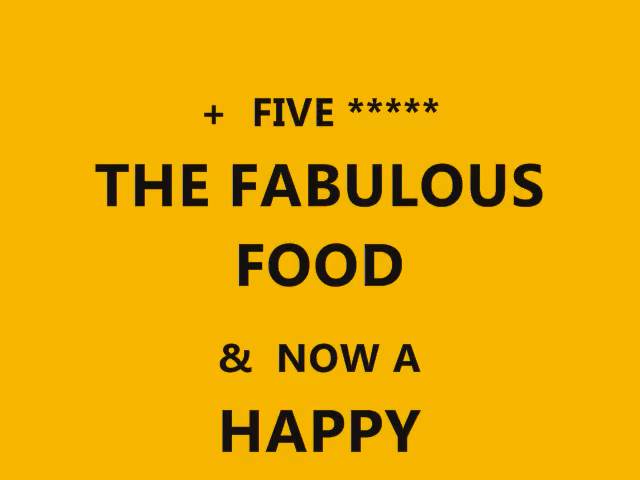 + FIVE *****
THE FABULOUS
FOOD
& NOW A
HAPPY